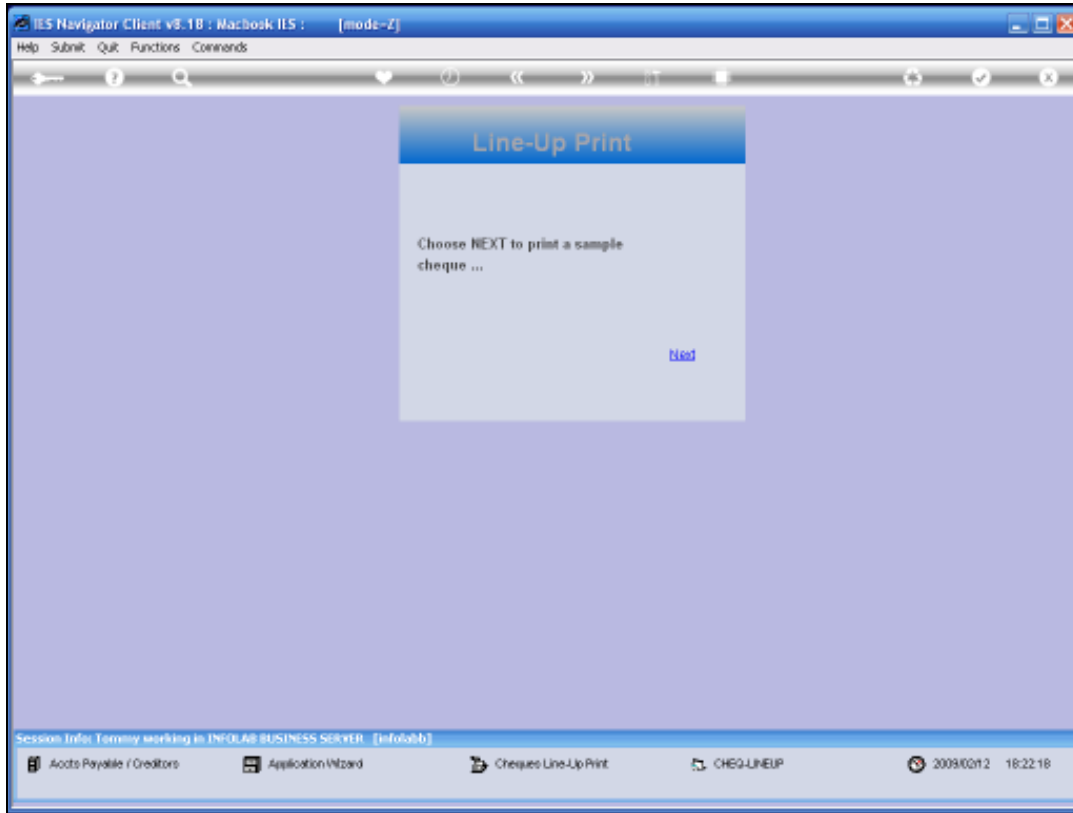 IES Navigator Client v8.18 : Macbook IES : [mode=Z]
Help Submit Quit Functions Commands
Line-Up Print
Choose NEXT to print a sample
cheque ...
Next
Session Info: Tommy working in INFOLAB BUSINESS SERVER [infolabb]
Accts Payable / Creditors Application Wizard Cheques Line-Up Print CHEQ-LINEUP 2009/02/12 18:22:18